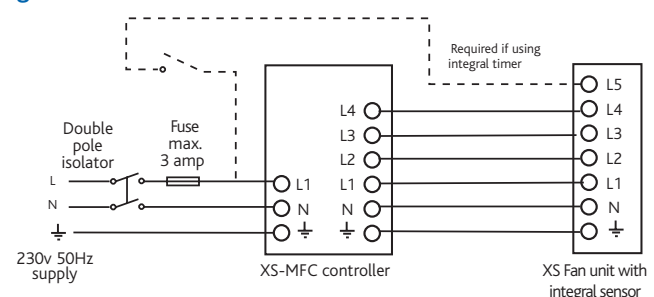 Required if using
integral timer
L5
L4
L4
L3
L3
L2
L2
L1
L1
L1
N
N
N
Double
pole
isolator
Fuse
max.
3 amp
L
N
230v 50Hz
supply
XS-MFC controller
XS Fan unit with
integral sensor